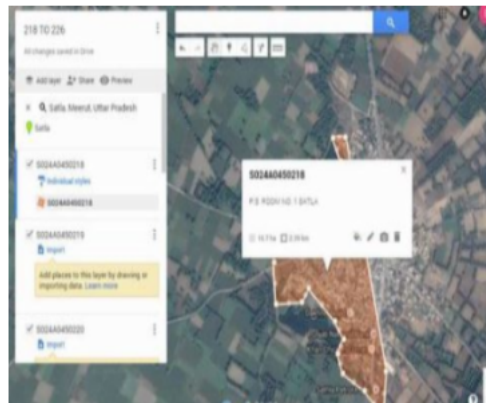 218 TO 226
All changes saved in Drive
Add layer
Share
Preview
Satla, Meerut, Uttar Pradesh
Satla
S024A0450218
Individual styles
S024A0450218
S024A0450219
Import
Add places to this layer by drawing or
importing data. Learn more
S024A0450220
Import
S024A0450218
NO. 1 SATLA